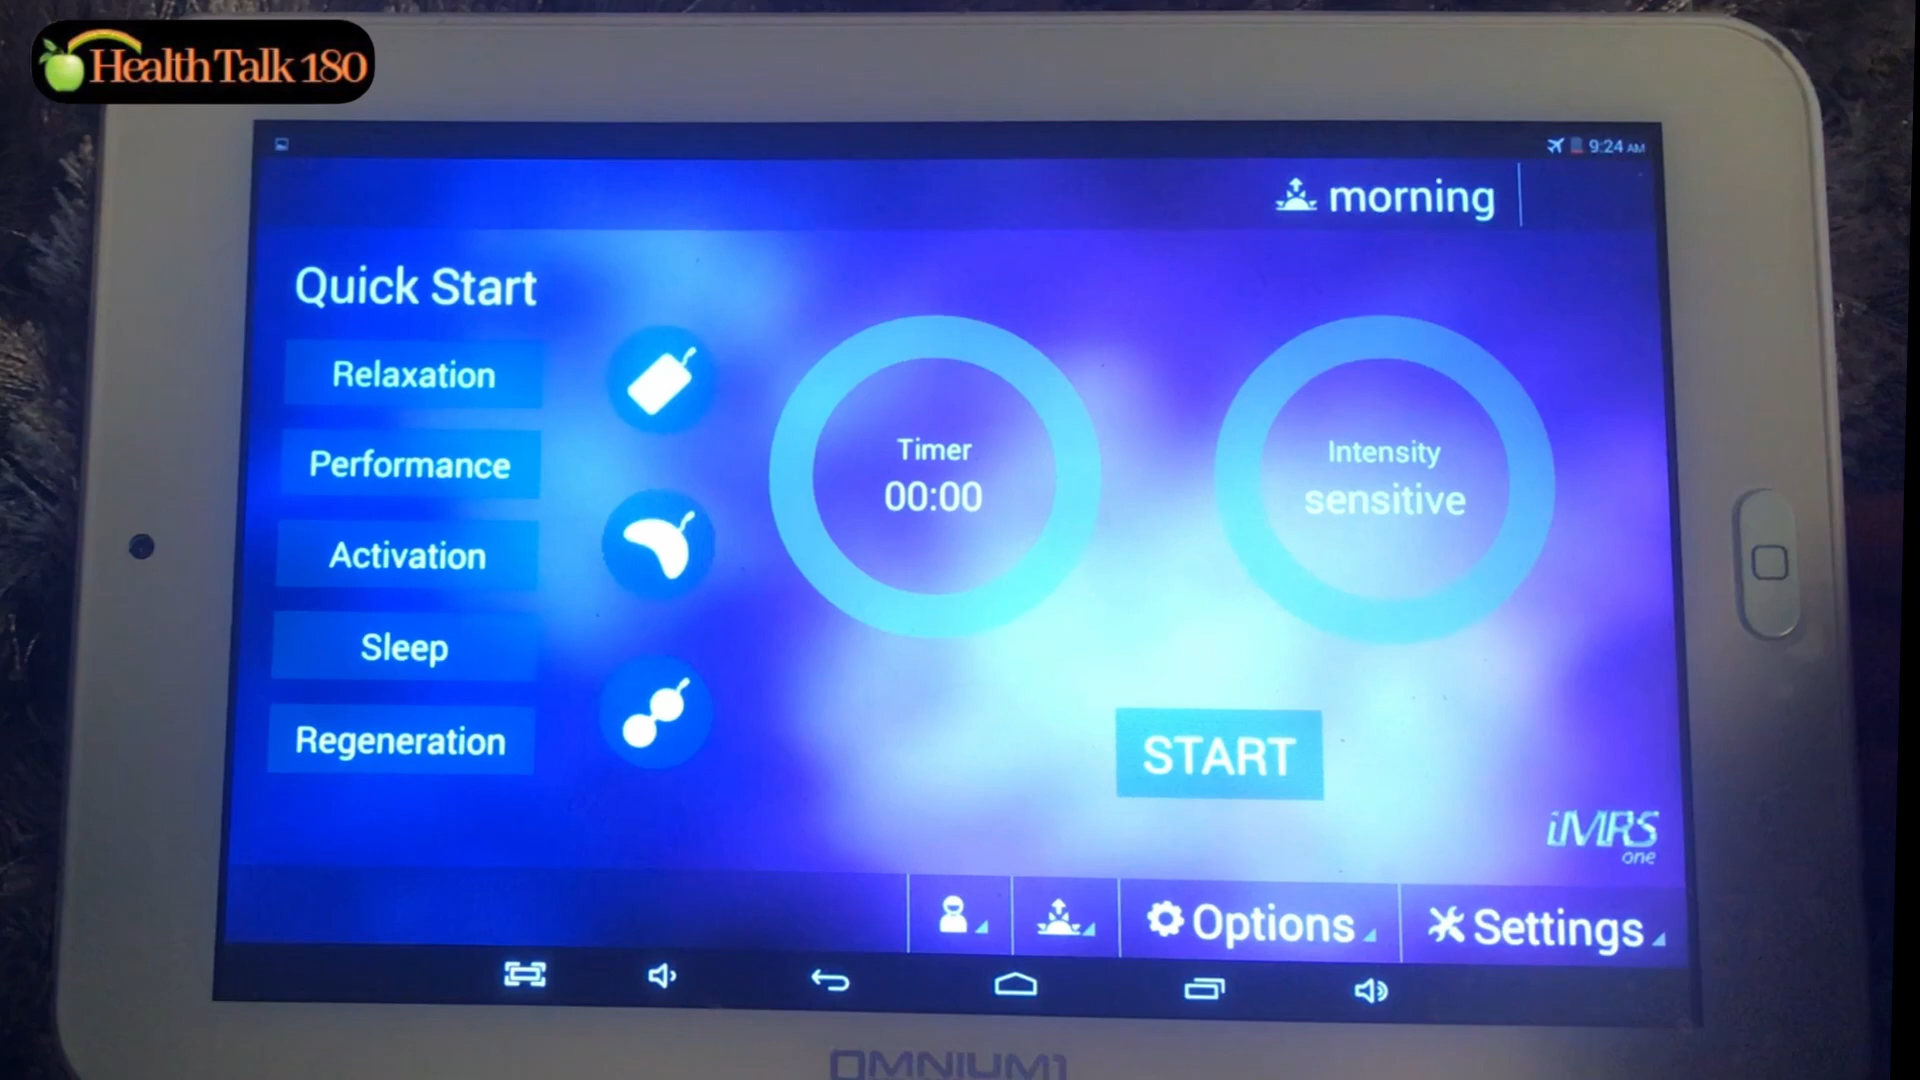 Health Talk 180
9:24 AM
morning
Quick Start
Relaxation
Performance
Activation
Sleep
Regeneration
Timer
00:00
Intensity
sensitive
START
iMRS
one
Options
Settings
OMNIUM1